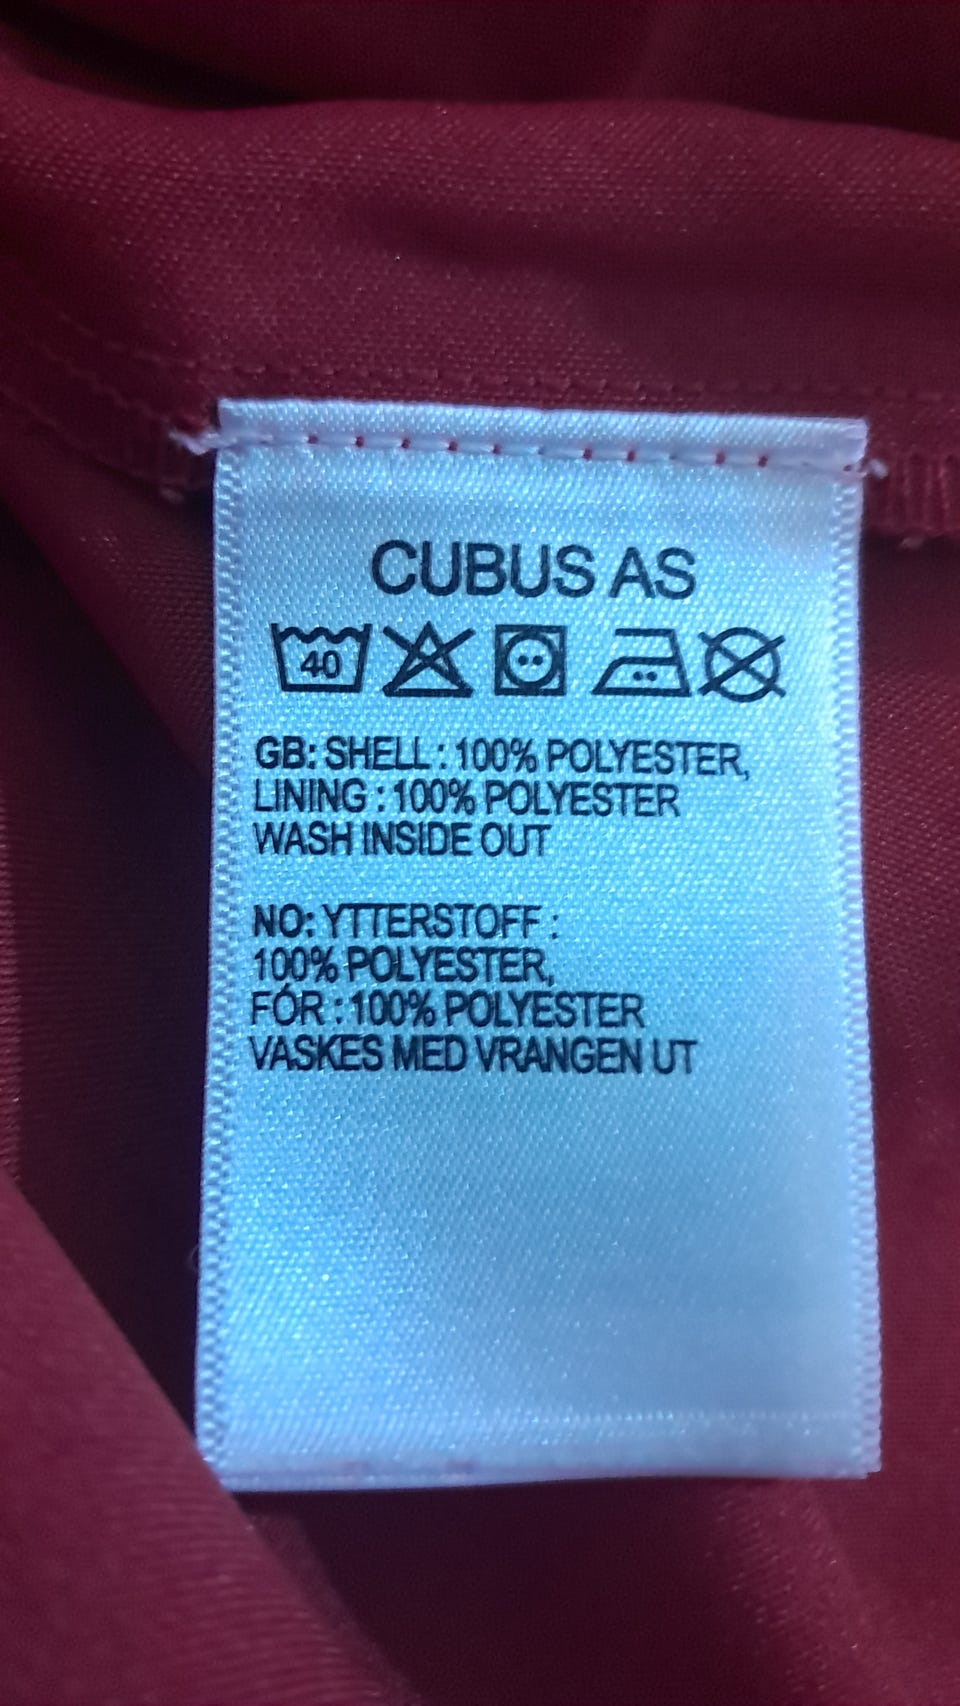 CUBUS AS
40
GB: SHELL : 100% POLYESTER,
LINING : 100% POLYESTER
WASH INSIDE OUT
NO: YTTERSTOFF :
100% POLYESTER,
FÓR : 100% POLYESTER
VASKES MED VRANGEN UT